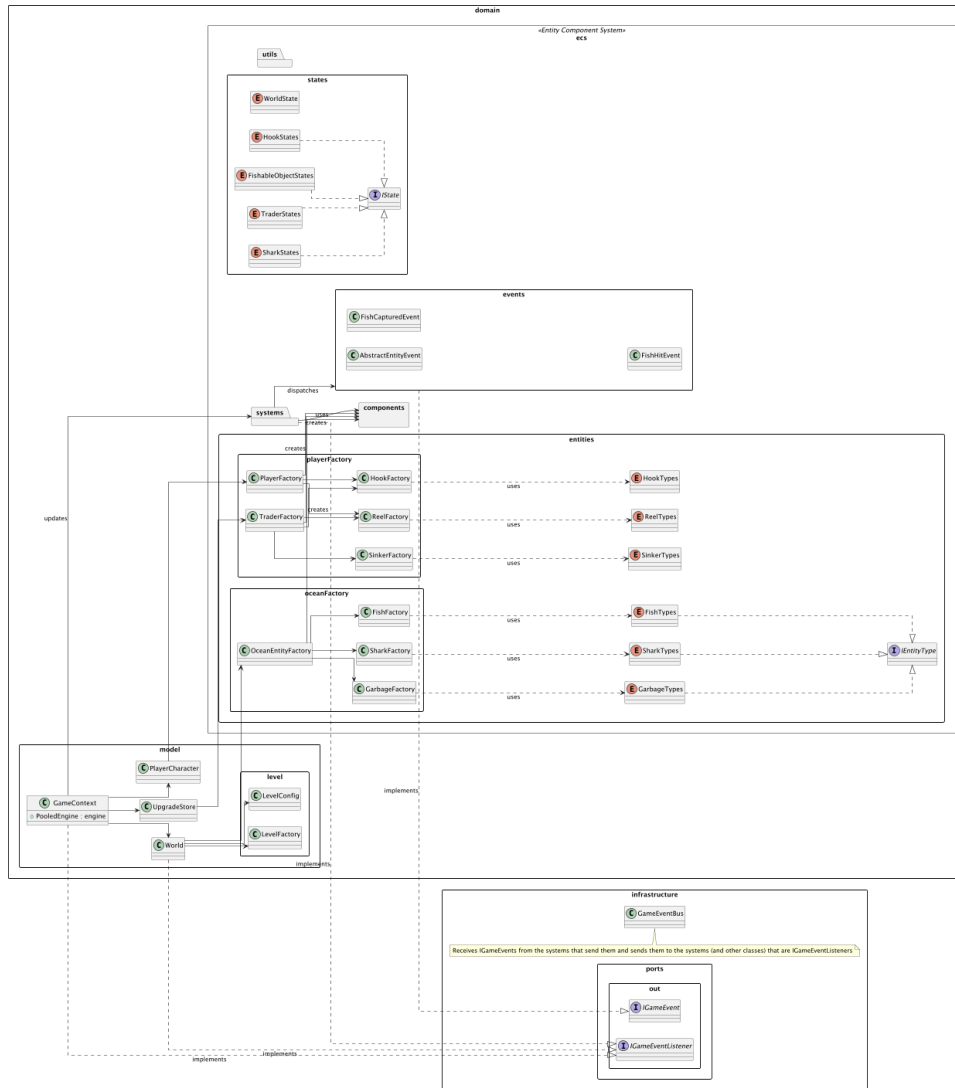 domain
«Entity Component System»
ecs
utils
states
WorldState
HookStates
FishableObjectStates
IState
TraderStates
SharkStates
events
FishCapturedEvent
AbstractEntityEvent
FishHitEvent
dispatches
systems
components
uses
creates
entities
creates
playerFactory
PlayerFactory
HookFactory
HookTypes
uses
creates
TraderFactory
ReelFactory
ReelTypes
updates
uses
SinkerFactory
SinkerTypes
uses
oceanFactory
FishFactory
FishTypes
uses
OceanEntityFactory
SharkFactory
SharkTypes
IEntityType
uses
GarbageFactory
GarbageTypes
uses
model
PlayerCharacter
level
implements
GameContext
PooledEngine : engine
UpgradeStore
LevelConfig
World
LevelFactory
implements
infrastructure
GameEventBus
Receives IGameEvents from the systems that send them and sends them to the systems (and other classes) that are IGameEventListeners
ports
out
IGameEvent
IGameEventListener
implements
implements